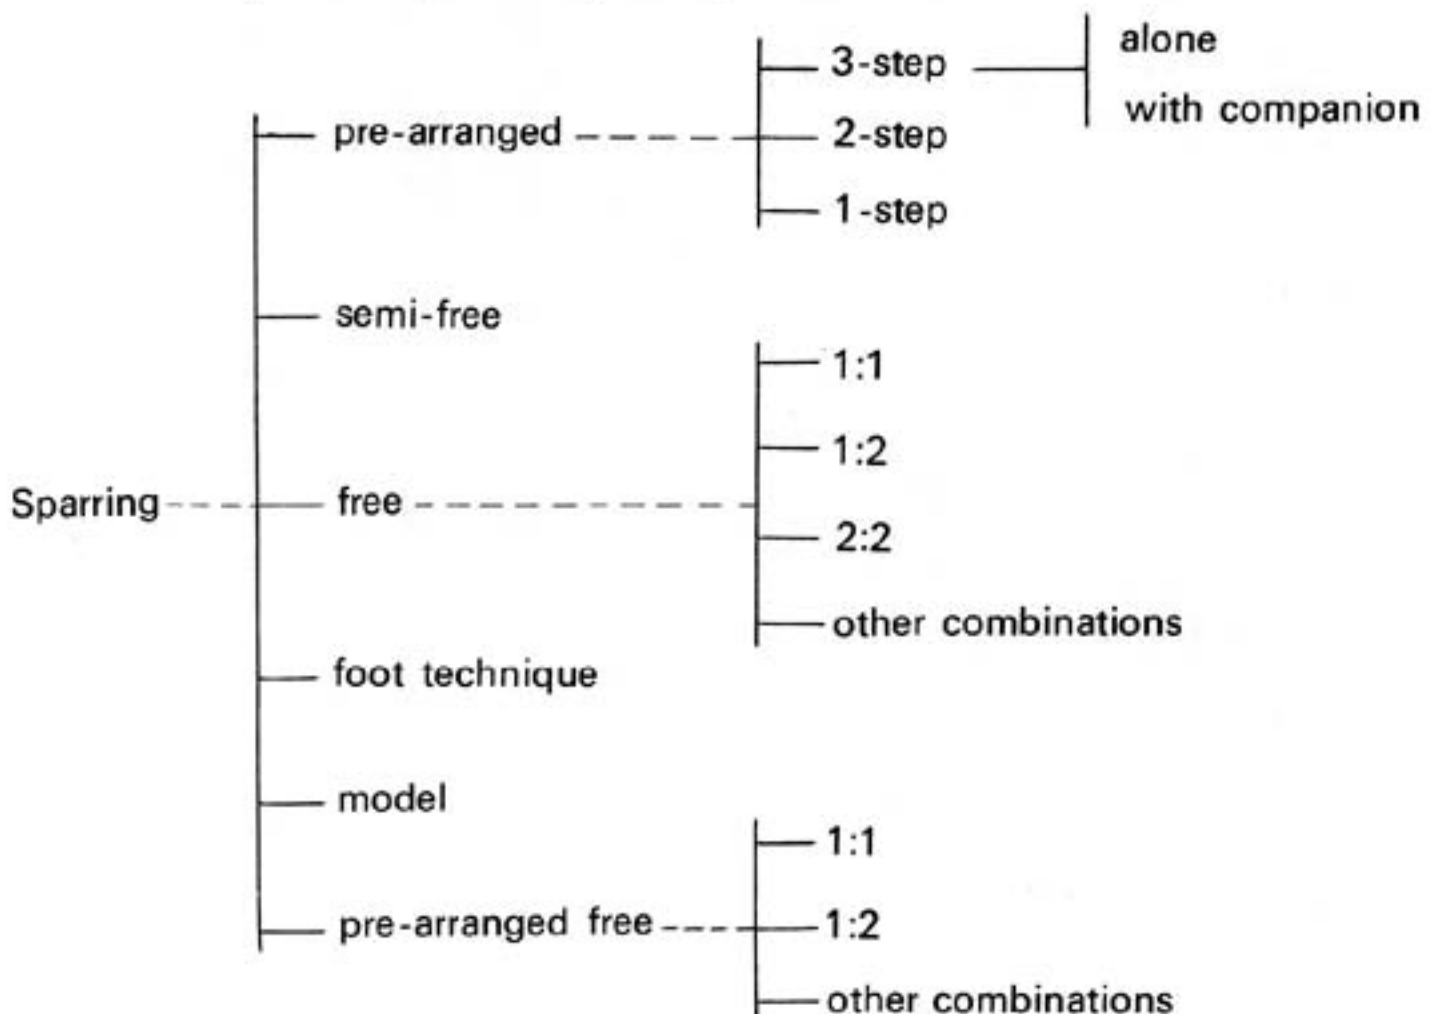 alone
3-step
with companion
pre-arranged
2-step
1-step
semi-free
1:1
1:2
Sparring
free
2:2
other combinations
foot technique
model
1:1
pre-arranged free
1:2
other combinations